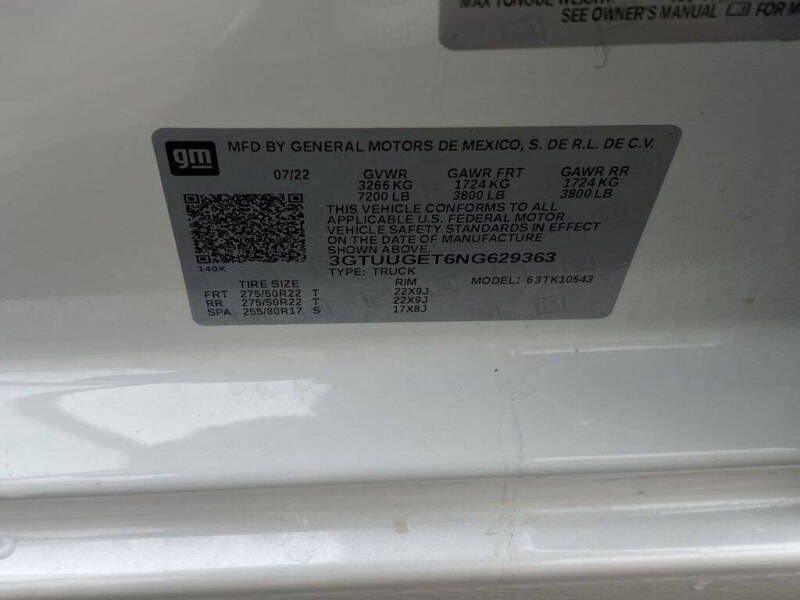 MAX TONGUE WEIGHT:
SEE OWNER'S MANUAL FOR M
gm MFD BY GENERAL MOTORS DE MEXICO, S. DE R.L. DE C.V.
07/22 GVWR GAWR FRT GAWR RR
3266 KG 1724 KG 1724 KG
7200 LB 3800 LB 3800 LB
THIS VEHICLE CONFORMS TO ALL
APPLICABLE U.S. FEDERAL MOTOR
VEHICLE SAFETY STANDARDS IN EFFECT
ON THE DATE OF MANUFACTURE
SHOWN ABOVE.
3GTUUGET6NG629363
140X TYPE: TRUCK
TIRE SIZE RIM MODEL: 63TK10543
FRT 275/50R22 T 22X9J
RR 275/50R22 T 22X9J
SPA 255/80R17 S 17X8J